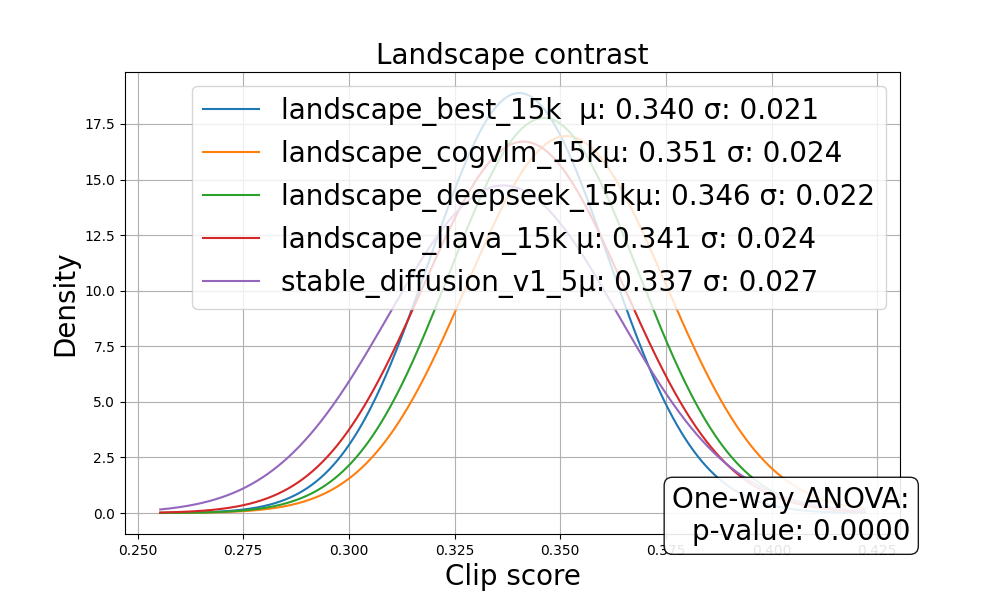 Landscape contrast
landscape_best_15k  μ: 0.340 σ: 0.021
landscape_cogvlm_15kμ: 0.351 σ: 0.024
landscape_deepseek_15kμ: 0.346 σ: 0.022
landscape_llava_15k μ: 0.341 σ: 0.024
stable_diffusion_v1_5μ: 0.337 σ: 0.027
17.5
15.0
12.5
10.0
7.5
5.0
2.5
0.0
Density
One-way ANOVA:
p-value: 0.0000
0.250 0.275 0.300 0.325 0.350 0.375 0.400 0.425
Clip score